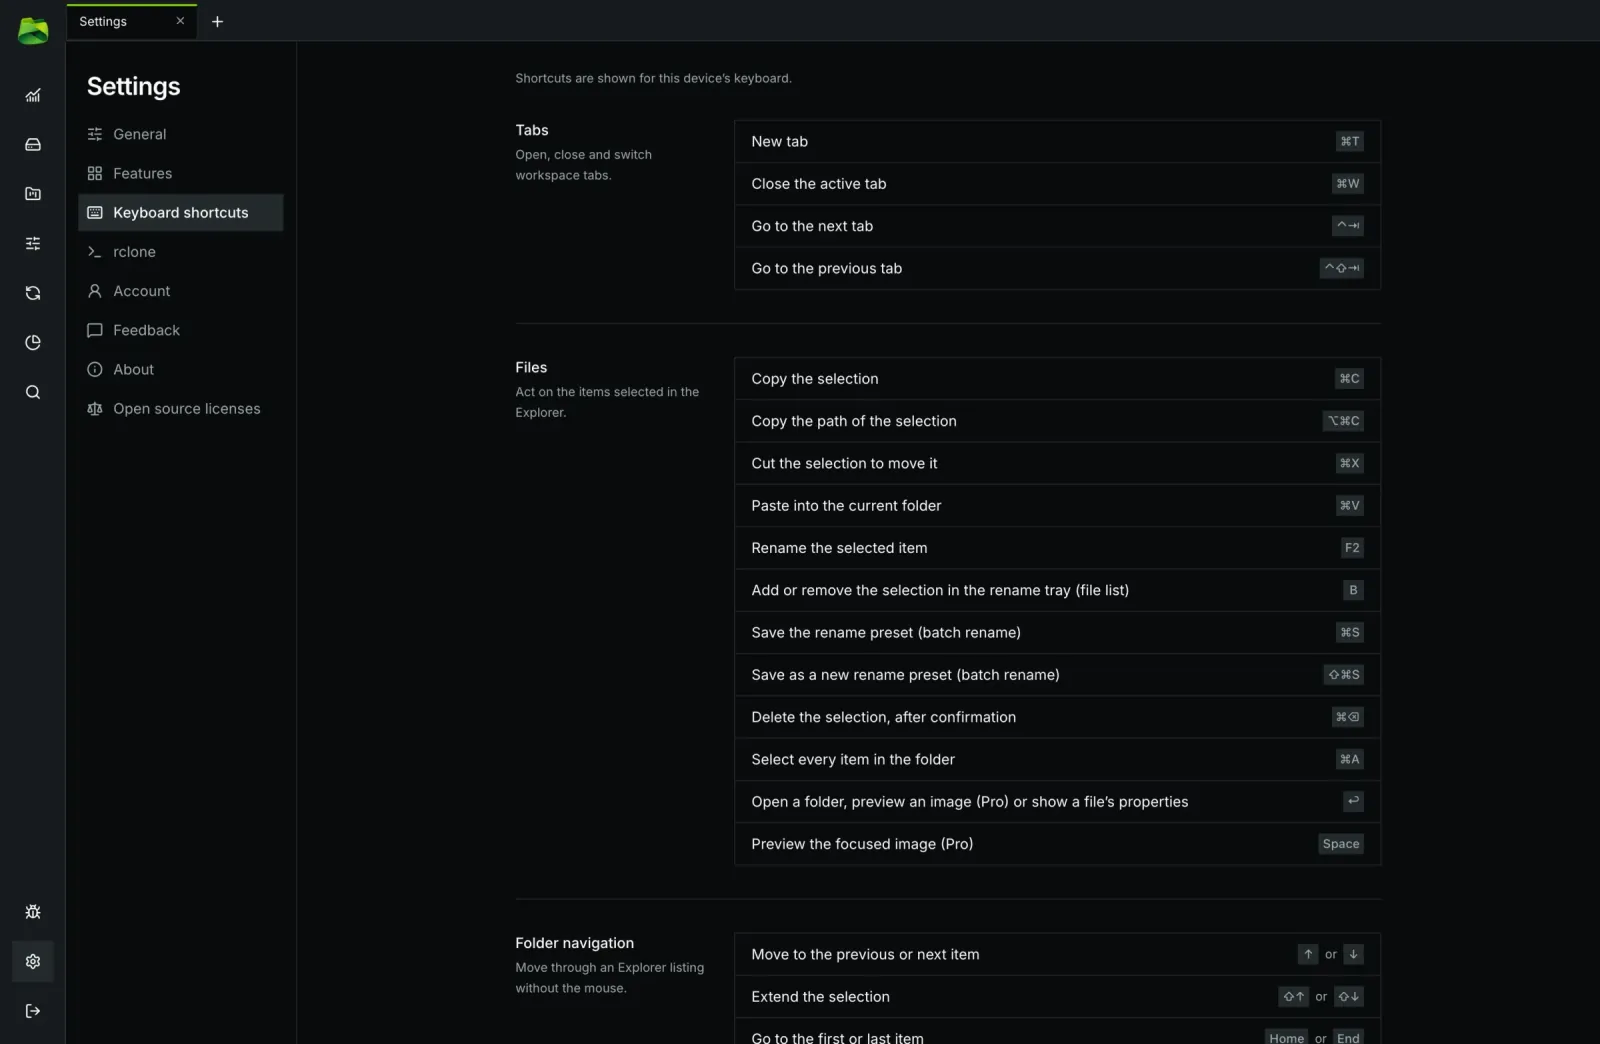 Settings
Settings
General
Features
Keyboard shortcuts
rclone
Account
Feedback
About
Open source licenses
Shortcuts are shown for this device’s keyboard.
Tabs
Open, close and switch
workspace tabs.
New tab ⌘T
Close the active tab ⌘W
Go to the next tab ⌃⇥
Go to the previous tab ⌃⇧⇥
Files
Act on the items selected in the
Explorer.
Copy the selection ⌘C
Copy the path of the selection ⌥⌘C
Cut the selection to move it ⌘X
Paste into the current folder ⌘V
Rename the selected item F2
Add or remove the selection in the rename tray (file list) B
Save the rename preset (batch rename) ⌘S
Save as a new rename preset (batch rename) ⇧⌘S
Delete the selection, after confirmation ⌘⌫
Select every item in the folder ⌘A
Open a folder, preview an image (Pro) or show a file’s properties ↩
Preview the focused image (Pro) Space
Folder navigation
Move through an Explorer listing
without the mouse.
Move to the previous or next item ↑ or ↓
Extend the selection ⇧↑ or ⇧↓
Go to the first or last item Home or End